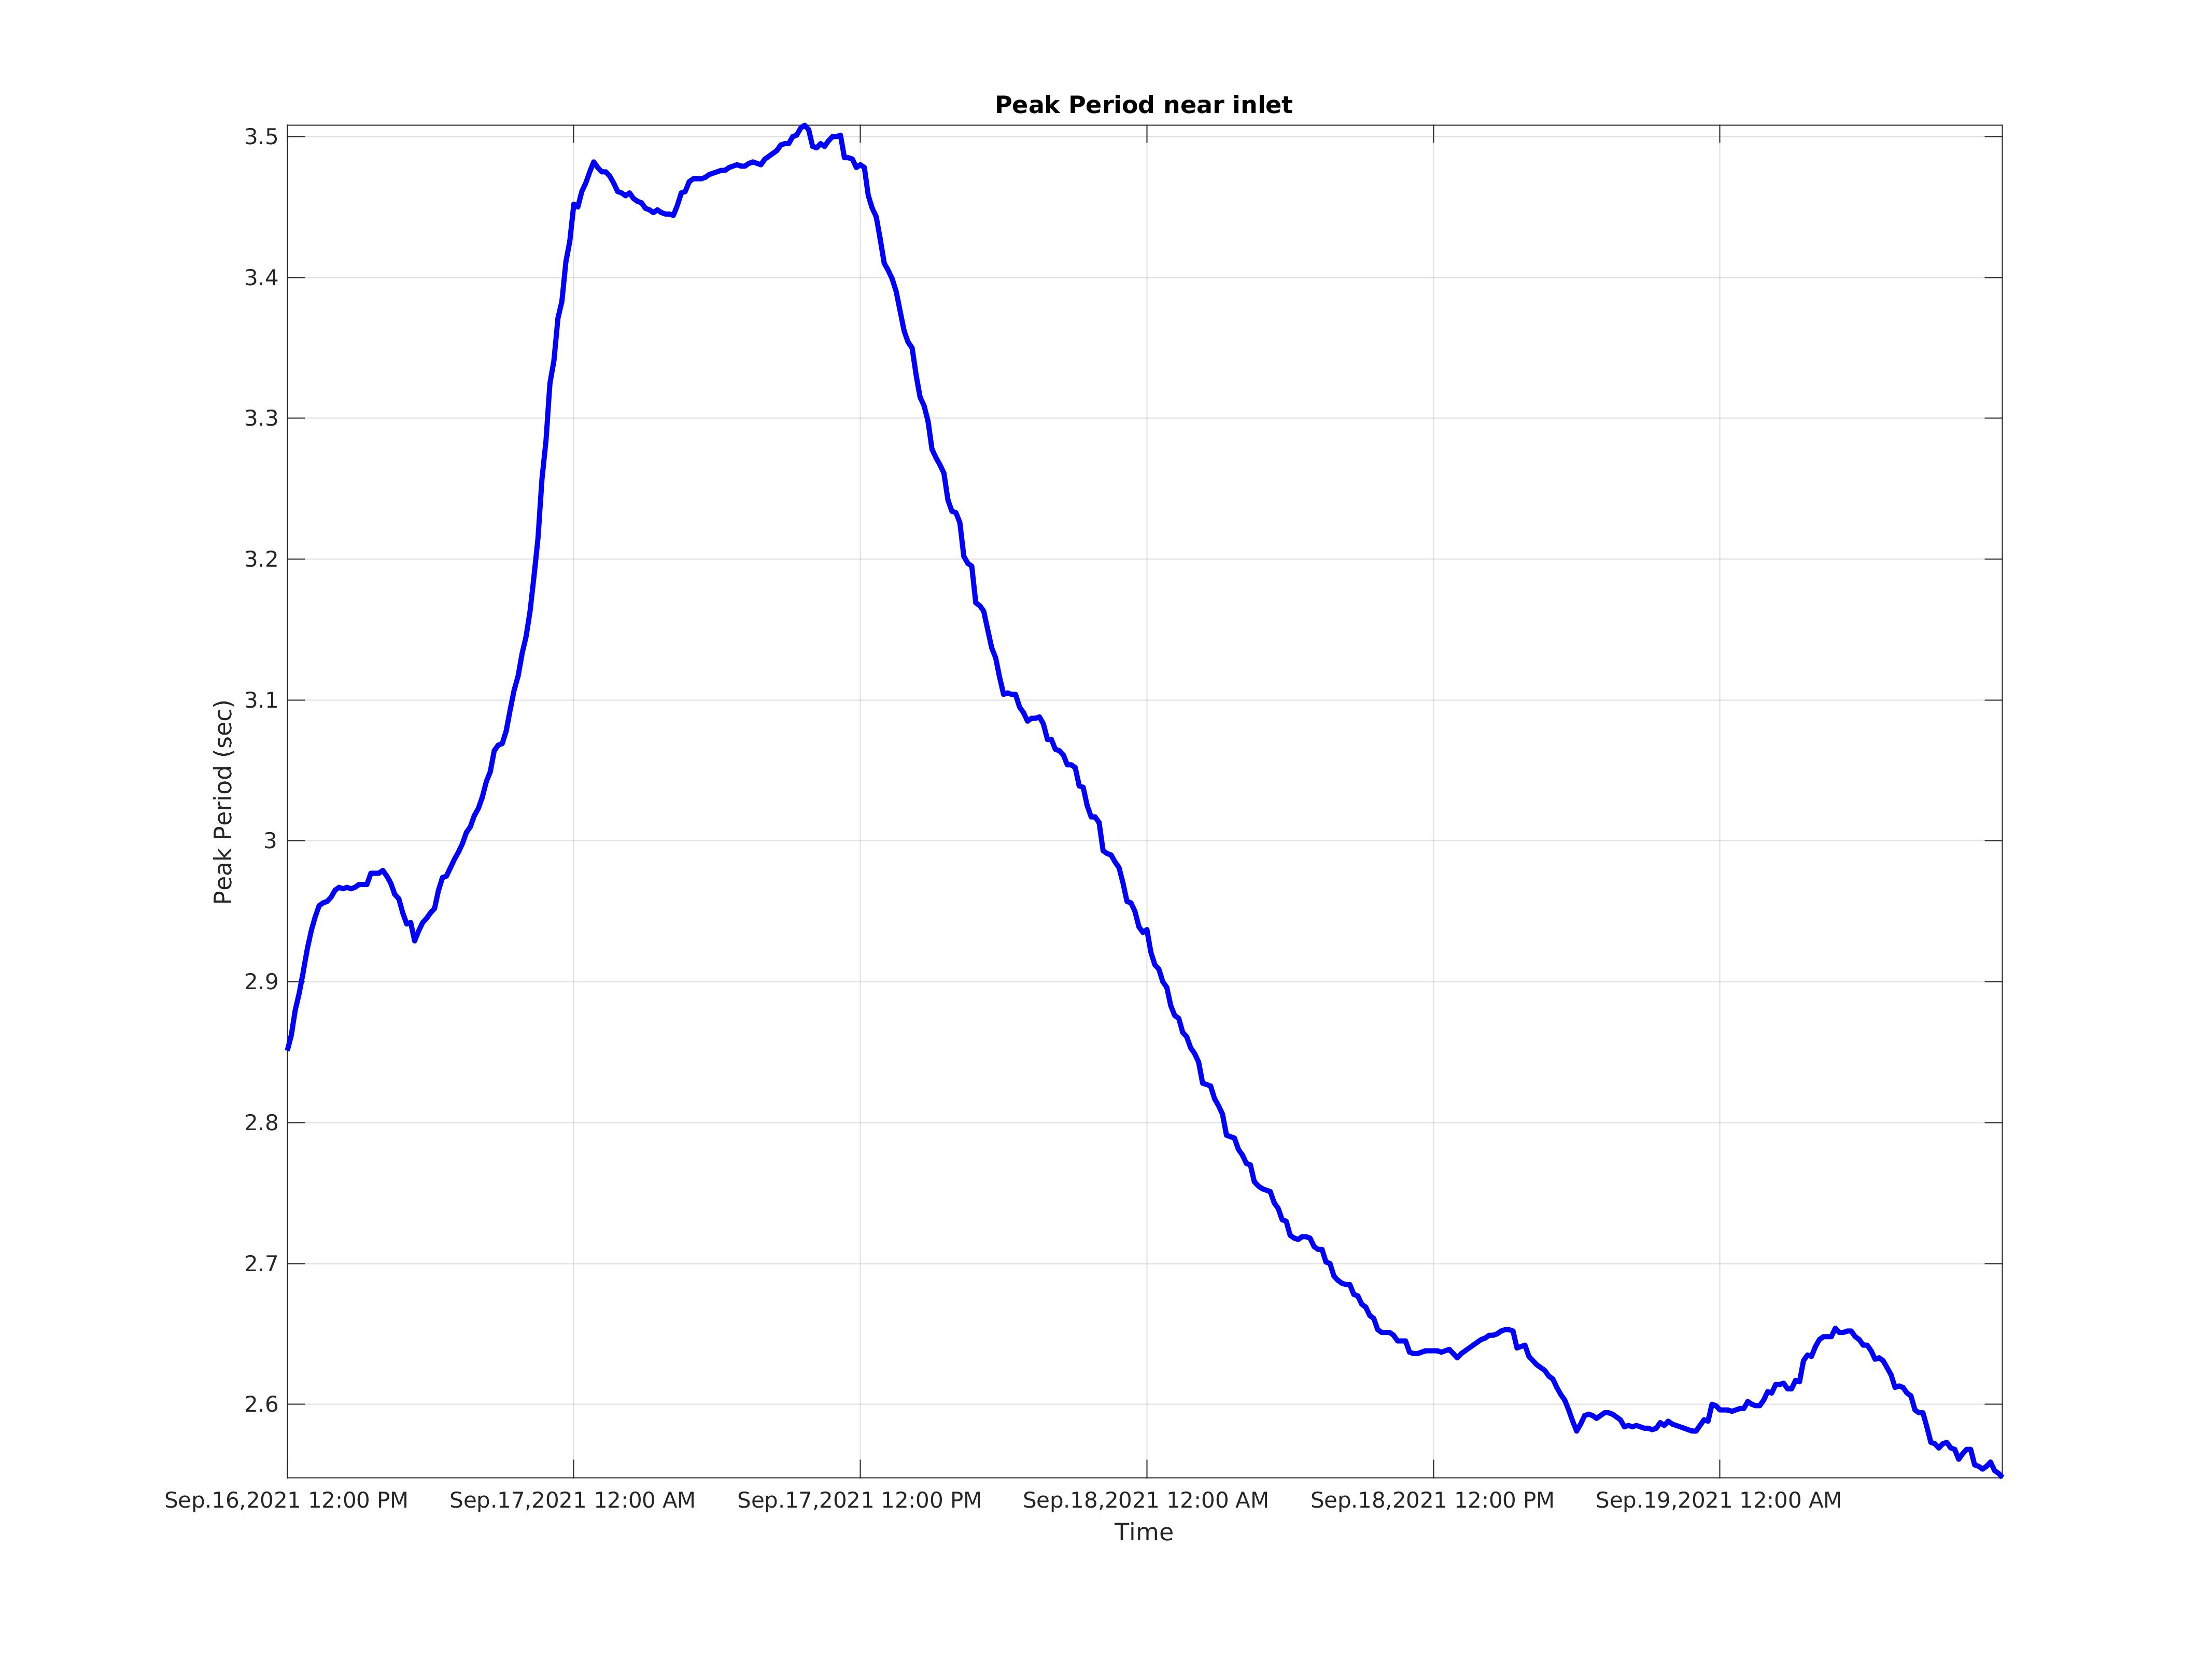 Peak Period near inlet
3.5
3.4
3.3
3.2
3.1
3
2.9
2.8
2.7
2.6
Peak Period (sec)
Sep.16,2021 12:00 PM Sep.17,2021 12:00 AM Sep.17,2021 12:00 PM Sep.18,2021 12:00 AM Sep.18,2021 12:00 PM Sep.19,2021 12:00 AM
Time